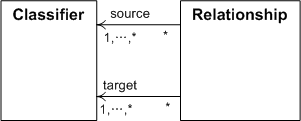 Classifier
source
Relationship
1,⋯,*
*
target
1,⋯,*
*